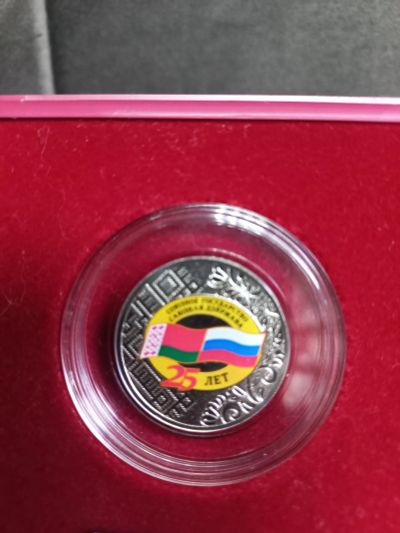 СОЮЗНОЕ ГОСУДАРСТВО
САЮЗНАЯ ДЗЯРЖАВА
25 ЛЕТ